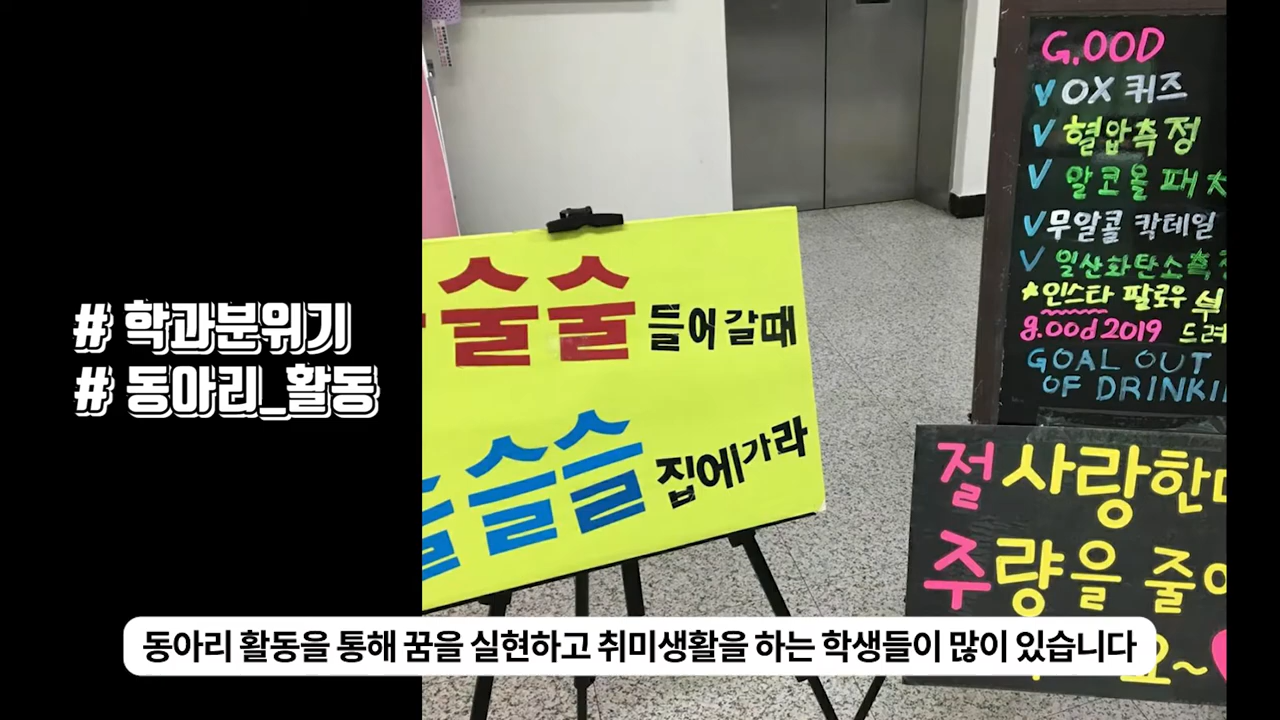 # 학과분위기
# 동아리_활동
술술 들어갈때
슬슬 집에가라
G.OOD
V OX 퀴즈
V 혈압측정
V 알코올 패치
V 무알콜 칵테일
V 일산화탄소측정
*인스타 팔로우
g.ood 2019 드려
GOAL OUT
OF DRINKIN
절 사랑한다
주량을 줄이
동아리 활동을 통해 꿈을 실현하고 취미생활을 하는 학생들이 많이 있습니다